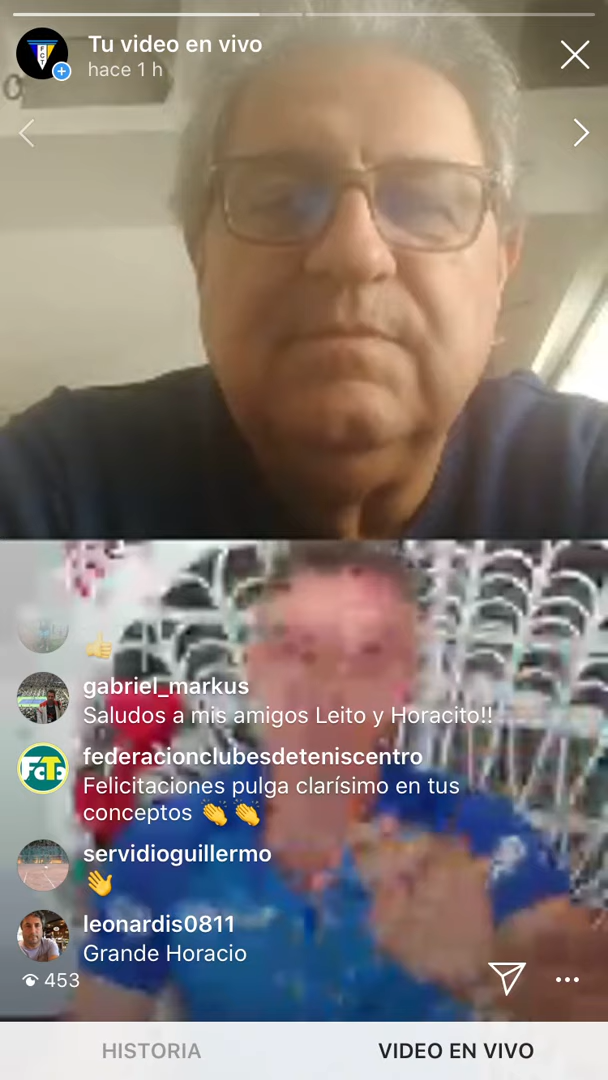 Tu video en vivo
hace 1 h
gabriel_markus
Saludos a mis amigos Leito y Horacito!!
federacionclubesdeteniscentro
Felicitaciones pulga clarísimo en tus
conceptos 👏👏
servidioguillermo
👋
leonardis0811
Grande Horacio
453
HISTORIA
VIDEO EN VIVO